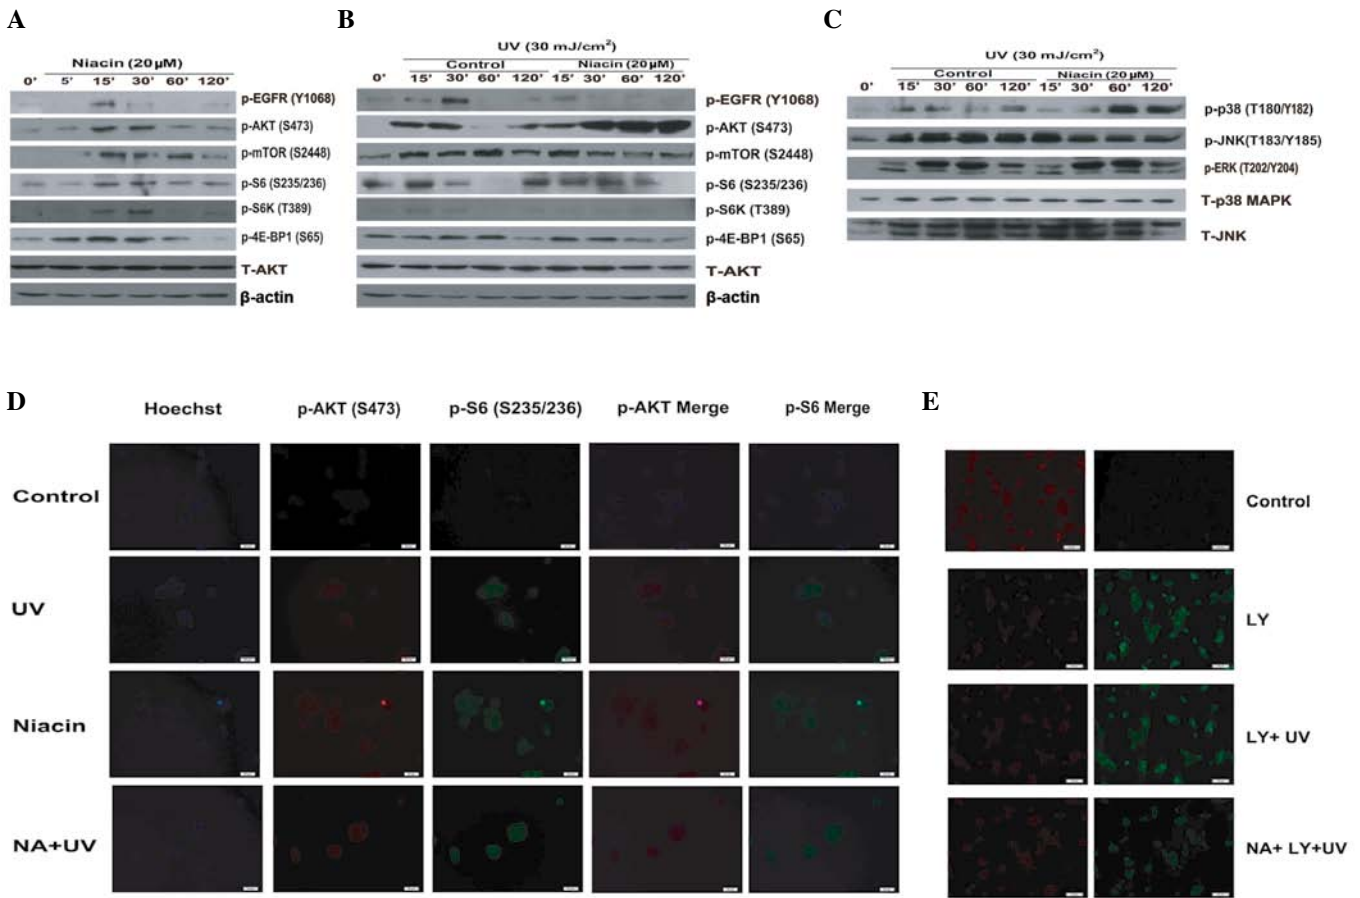 A
Niacin (20 µM)
0' 5' 15' 30' 60' 120'
p-EGFR (Y1068)
p-AKT (S473)
p-mTOR (S2448)
p-S6 (S235/236)
p-S6K (T389)
p-4E-BP1 (S65)
T-AKT
β-actin
B
UV (30 mJ/cm²)
Control Niacin (20 µM)
0' 15' 30' 60' 120' 15' 30' 60' 120'
p-EGFR (Y1068)
p-AKT (S473)
p-mTOR (S2448)
p-S6 (S235/236)
p-S6K (T389)
p-4E-BP1 (S65)
T-AKT
β-actin
C
UV (30 mJ/cm²)
Control Niacin (20 µM)
0' 15' 30' 60' 120' 15' 30' 60' 120'
p-p38 (T180/Y182)
p-JNK(T183/Y185)
p-ERK (T202/Y204)
T-p38 MAPK
T-JNK
D
Hoechst p-AKT (S473) p-S6 (S235/236) p-AKT Merge p-S6 Merge
Control
UV
Niacin
NA+UV
E
Control
LY
LY+ UV
NA+ LY+UV